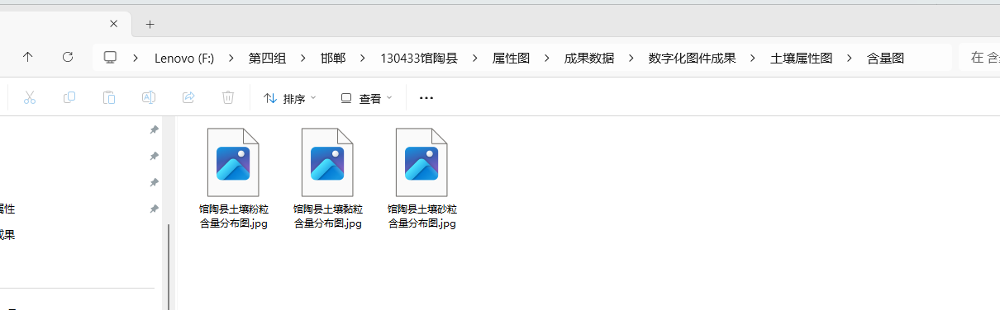 Lenovo (F:) > 第四组 > 邯郸 > 130433馆陶县 > 属性图 > 成果数据 > 数字化图件成果 > 土壤属性图 > 含量图
在 含
排序
查看
属性
成果
馆陶县土壤粉粒
含量分布图.jpg
馆陶县土壤黏粒
含量分布图.jpg
馆陶县土壤砂粒
含量分布图.jpg